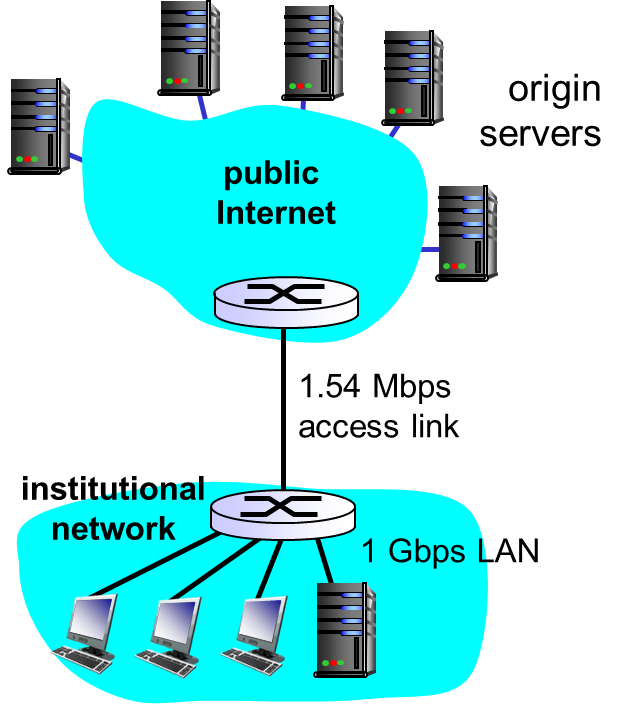 origin
servers
public
Internet
1.54 Mbps
access link
institutional
network
1 Gbps LAN